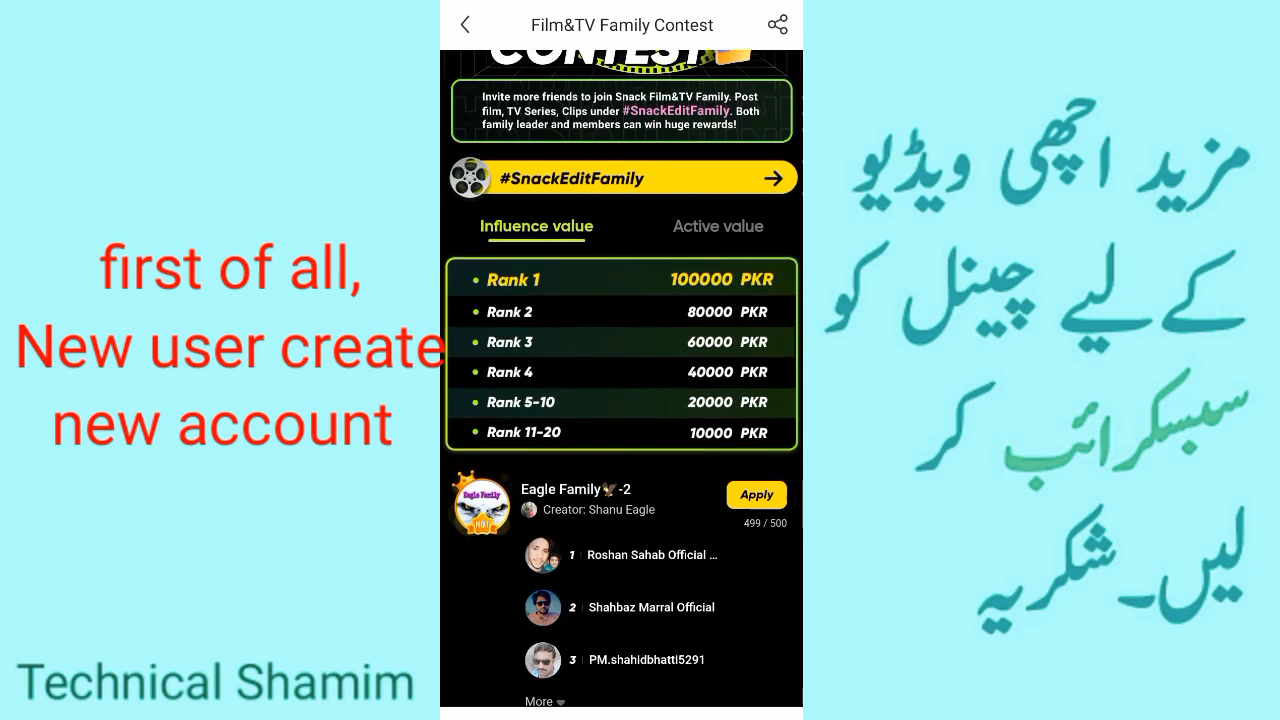 first of all,
New user create
new account
Technical Shamim
Film&TV Family Contest
CONTEST
Invite more friends to join Snack Film&TV Family. Post
film, TV Series, Clips under #SnackEditFamily. Both
family leader and members can win huge rewards!
#SnackEditFamily
Influence value
Active value
Rank 1 100000 PKR
Rank 2 80000 PKR
Rank 3 60000 PKR
Rank 4 40000 PKR
Rank 5-10 20000 PKR
Rank 11-20 10000 PKR
Eagle Family
NO.1
Eagle Family🦅-2
Creator: Shanu Eagle
Apply
499 / 500
1 Roshan Sahab Official ...
2 Shahbaz Marral Official
3 PM.shahidbhatti5291
More
مزید اچھی ویڈیو
کے لیے چینل کو
سبسکرائب کر
لیں۔ شکریہ